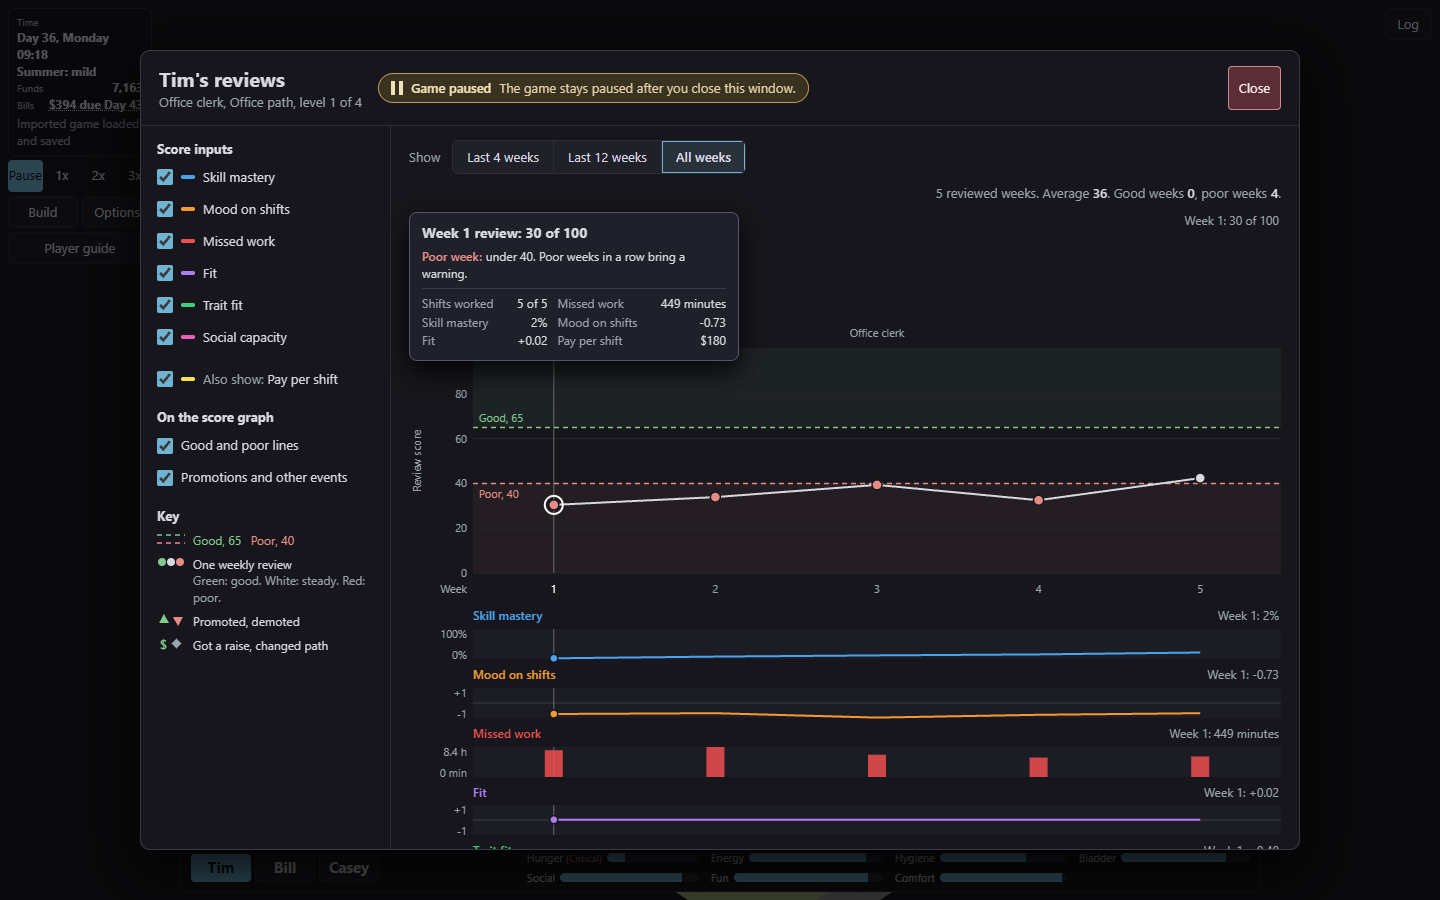 Time
Day 36, Monday
09:18
Summer: mild
Funds 7,163
Bills $394 due Day 43
Imported game loaded
and saved
Pause 1x 2x 3x
Build Options
Player guide
Log
Tim's reviews
Office clerk, Office path, level 1 of 4
Game paused The game stays paused after you close this window.
Close
Score inputs
Skill mastery
Mood on shifts
Missed work
Fit
Trait fit
Social capacity
Also show: Pay per shift
On the score graph
Good and poor lines
Promotions and other events
Key
Good, 65 Poor, 40
One weekly review
Green: good. White: steady. Red:
poor.
Promoted, demoted
$ Got a raise, changed path
Show Last 4 weeks Last 12 weeks All weeks
5 reviewed weeks. Average 36. Good weeks 0, poor weeks 4.
Week 1: 30 of 100
Week 1 review: 30 of 100
Poor week: under 40. Poor weeks in a row bring a
warning.
Shifts worked 5 of 5 Missed work 449 minutes
Skill mastery 2% Mood on shifts -0.73
Fit +0.02 Pay per shift $180
Office clerk
Review score
80
Good, 65
60
40
Poor, 40
20
0
Week 1 2 3 4 5
Skill mastery Week 1: 2%
100%
0%
Mood on shifts Week 1: -0.73
+1
-1
Missed work Week 1: 449 minutes
8.4 h
0 min
Fit Week 1: +0.02
+1
-1
Tim Bill Casey
Hunger (Critical) Energy Hygiene Bladder
Social Fun Comfort